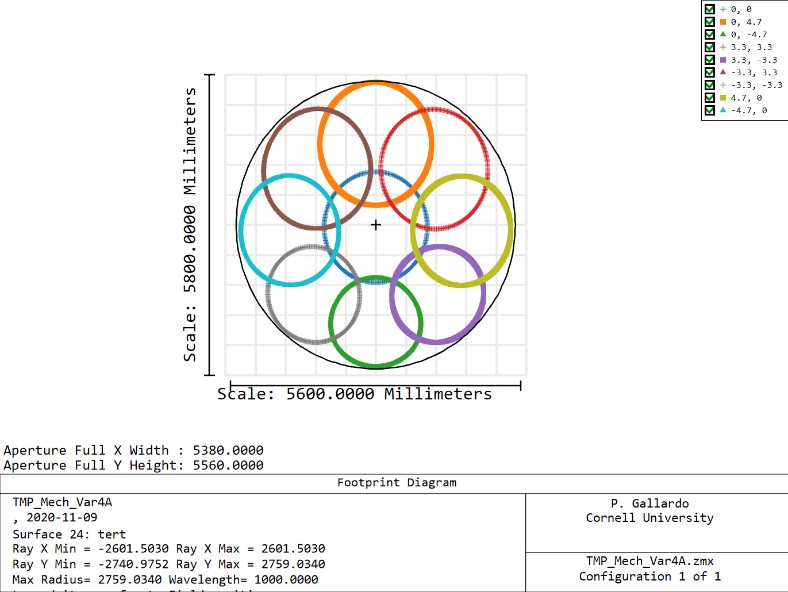 0, 0
0, 4.7
0, -4.7
3.3, 3.3
3.3, -3.3
-3.3, 3.3
-3.3, -3.3
4.7, 0
-4.7, 0
Scale: 5800.0000 Millimeters
Scale: 5600.0000 Millimeters
Aperture Full X Width : 5380.0000
Aperture Full Y Height: 5560.0000
Footprint Diagram
TMP_Mech_Var4A
, 2020-11-09
Surface 24: tert
Ray X Min = -2601.5030 Ray X Max = 2601.5030
Ray Y Min = -2740.9752 Ray Y Max = 2759.0340
Max Radius= 2759.0340 Wavelength= 1000.0000
P. Gallardo
Cornell University
TMP_Mech_Var4A.zmx
Configuration 1 of 1